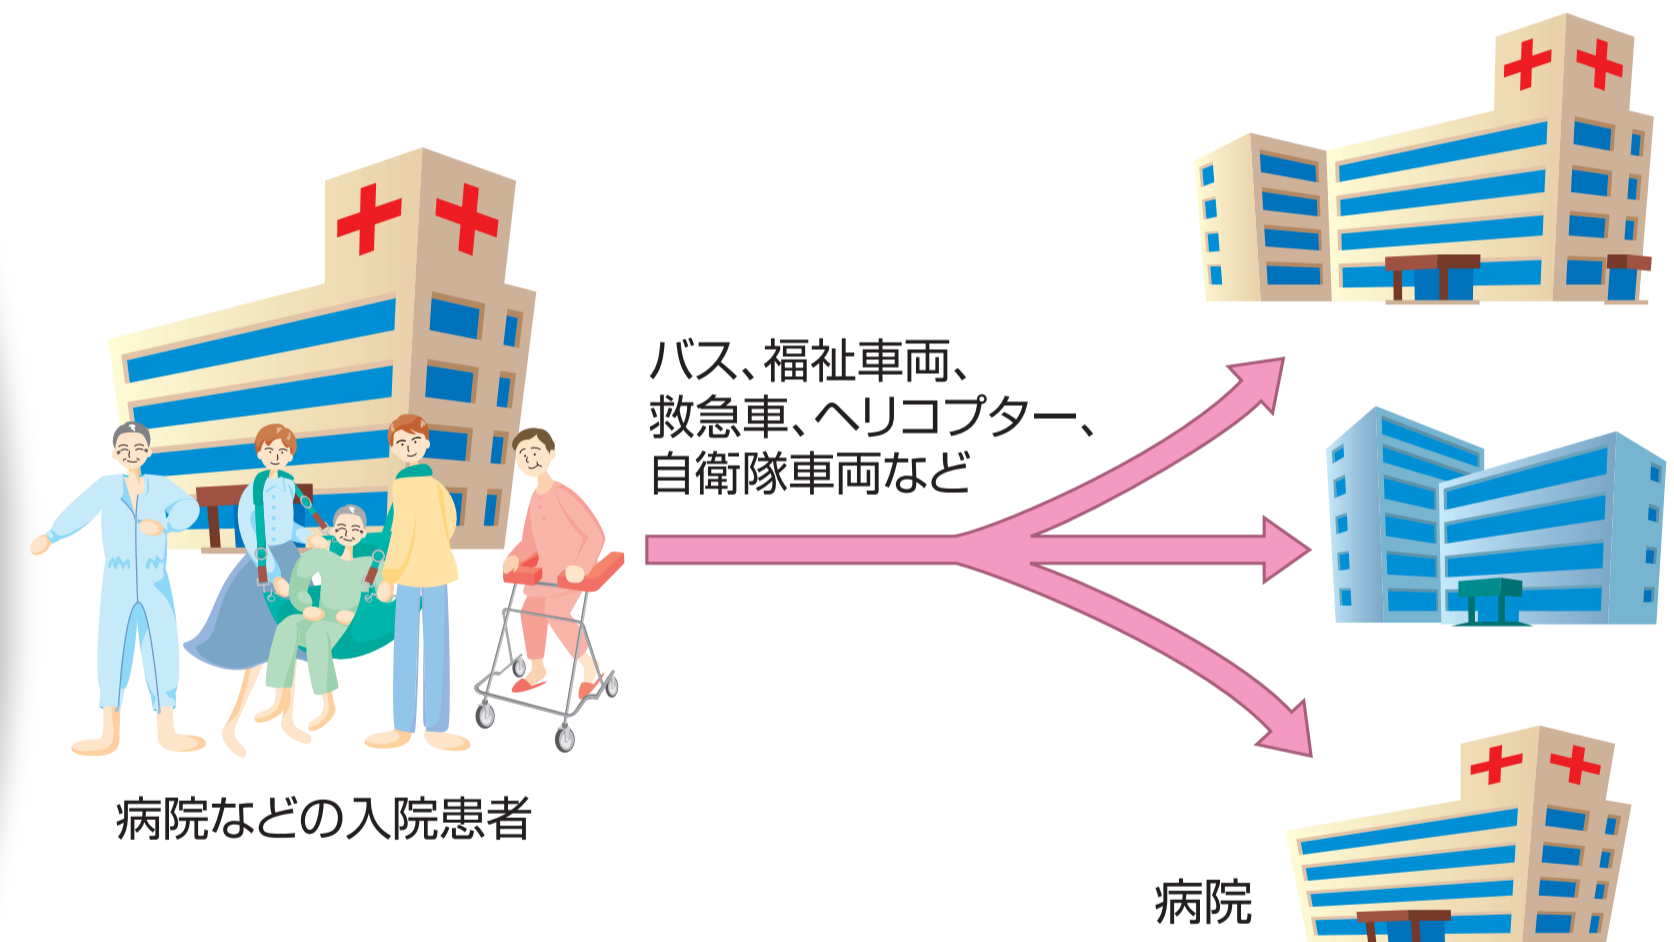 バス、福祉車両、
救急車、ヘリコプター、
自衛隊車両など
病院などの入院患者
病院